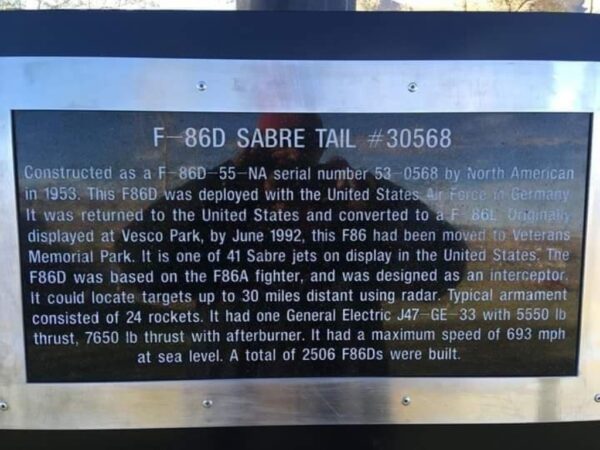 F-86D SABRE TAIL #30568
Constructed as a F-86D-55-NA serial number 53-0568 by North American
in 1953. This F86D was deployed with the United States Air Force in Germany.
It was returned to the United States and converted to a F-86L. Originally
displayed at Vesco Park, by June 1992, this F86 had been moved to Veterans
Memorial Park. It is one of 41 Sabre jets on display in the United States. The
F86D was based on the F86A fighter, and was designed as an interceptor.
It could locate targets up to 30 miles distant using radar. Typical armament
consisted of 24 rockets. It had one General Electric J47-GE-33 with 5550 lb
thrust, 7650 lb thrust with afterburner. It had a maximum speed of 693 mph
at sea level. A total of 2506 F86Ds were built.